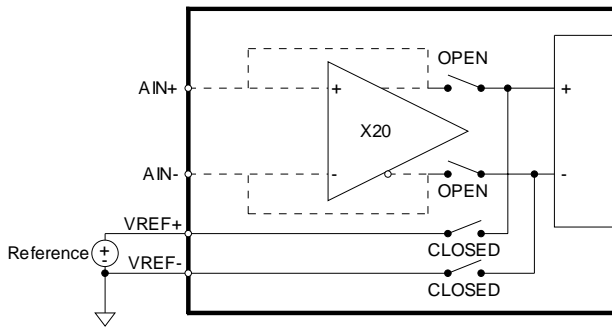 OPEN
AIN+
+
+
X20
AIN-
-
-
OPEN
VREF+
CLOSED
Reference
+
-
VREF-
CLOSED